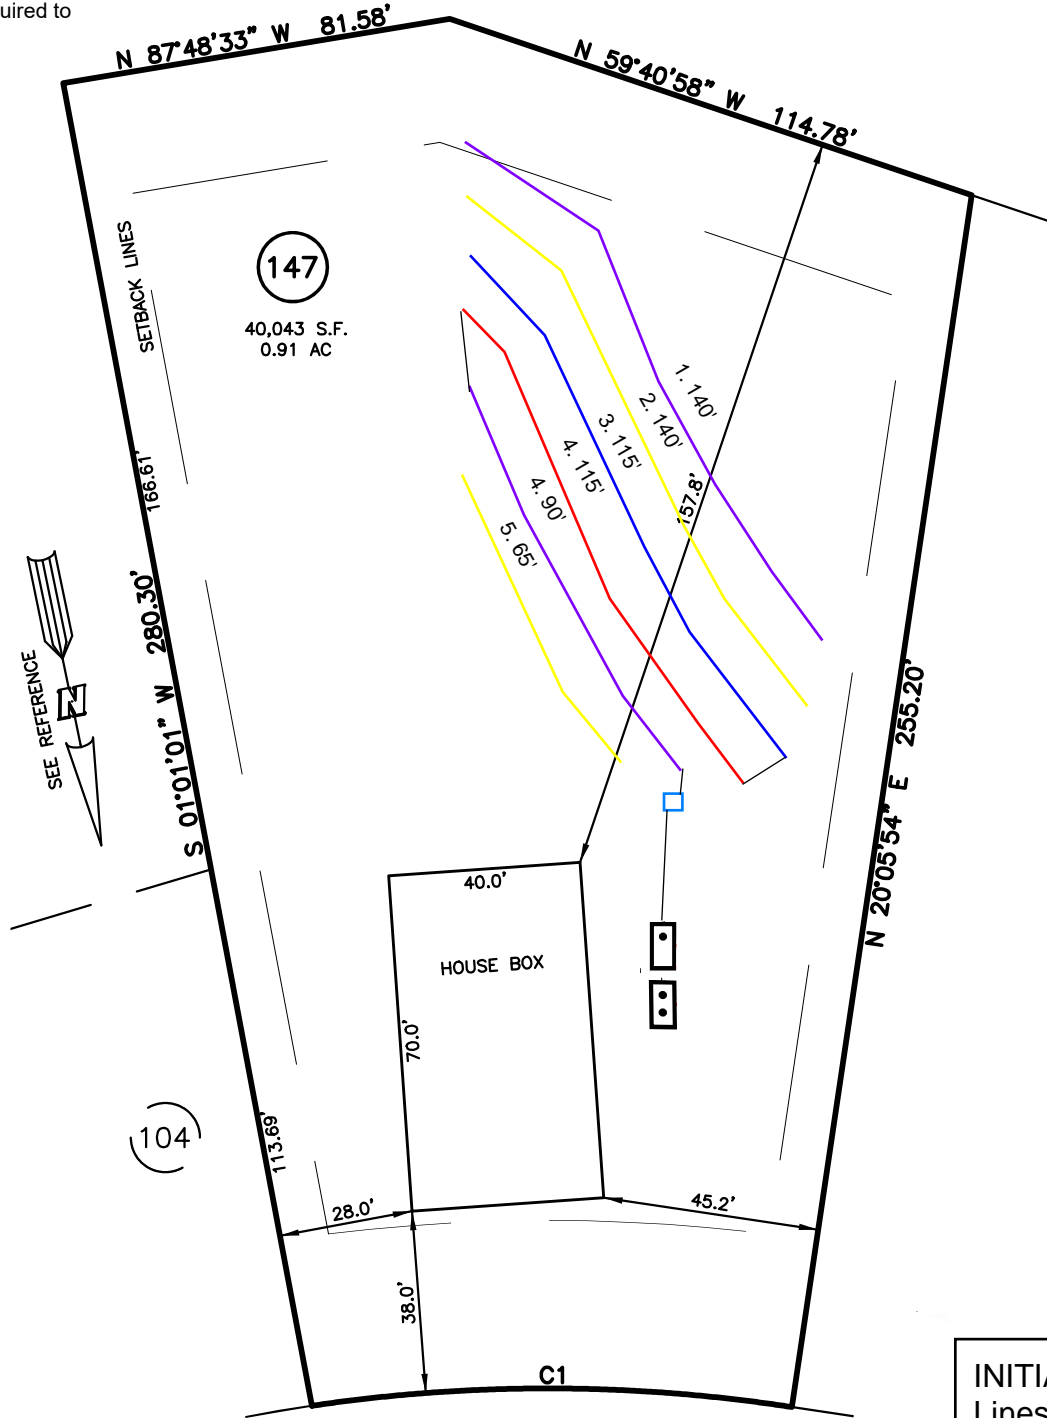 uired to
N 87°48'33" W 81.58'
N 59°40'58" W 114.78'
SETBACK LINES
147
40,043 S.F.
0.91 AC
1. 140'
2. 140'
3. 115'
4. 115'
4. 90'
5. 65'
157.8'
166.61'
S 01°01'01" W 280.30'
N
SEE REFERENCE
N 20°05'54" E 255.20'
40.0'
HOUSE BOX
70.0'
104
113.69'
28.0'
45.2'
38.0'
C1
INITIA
Lines